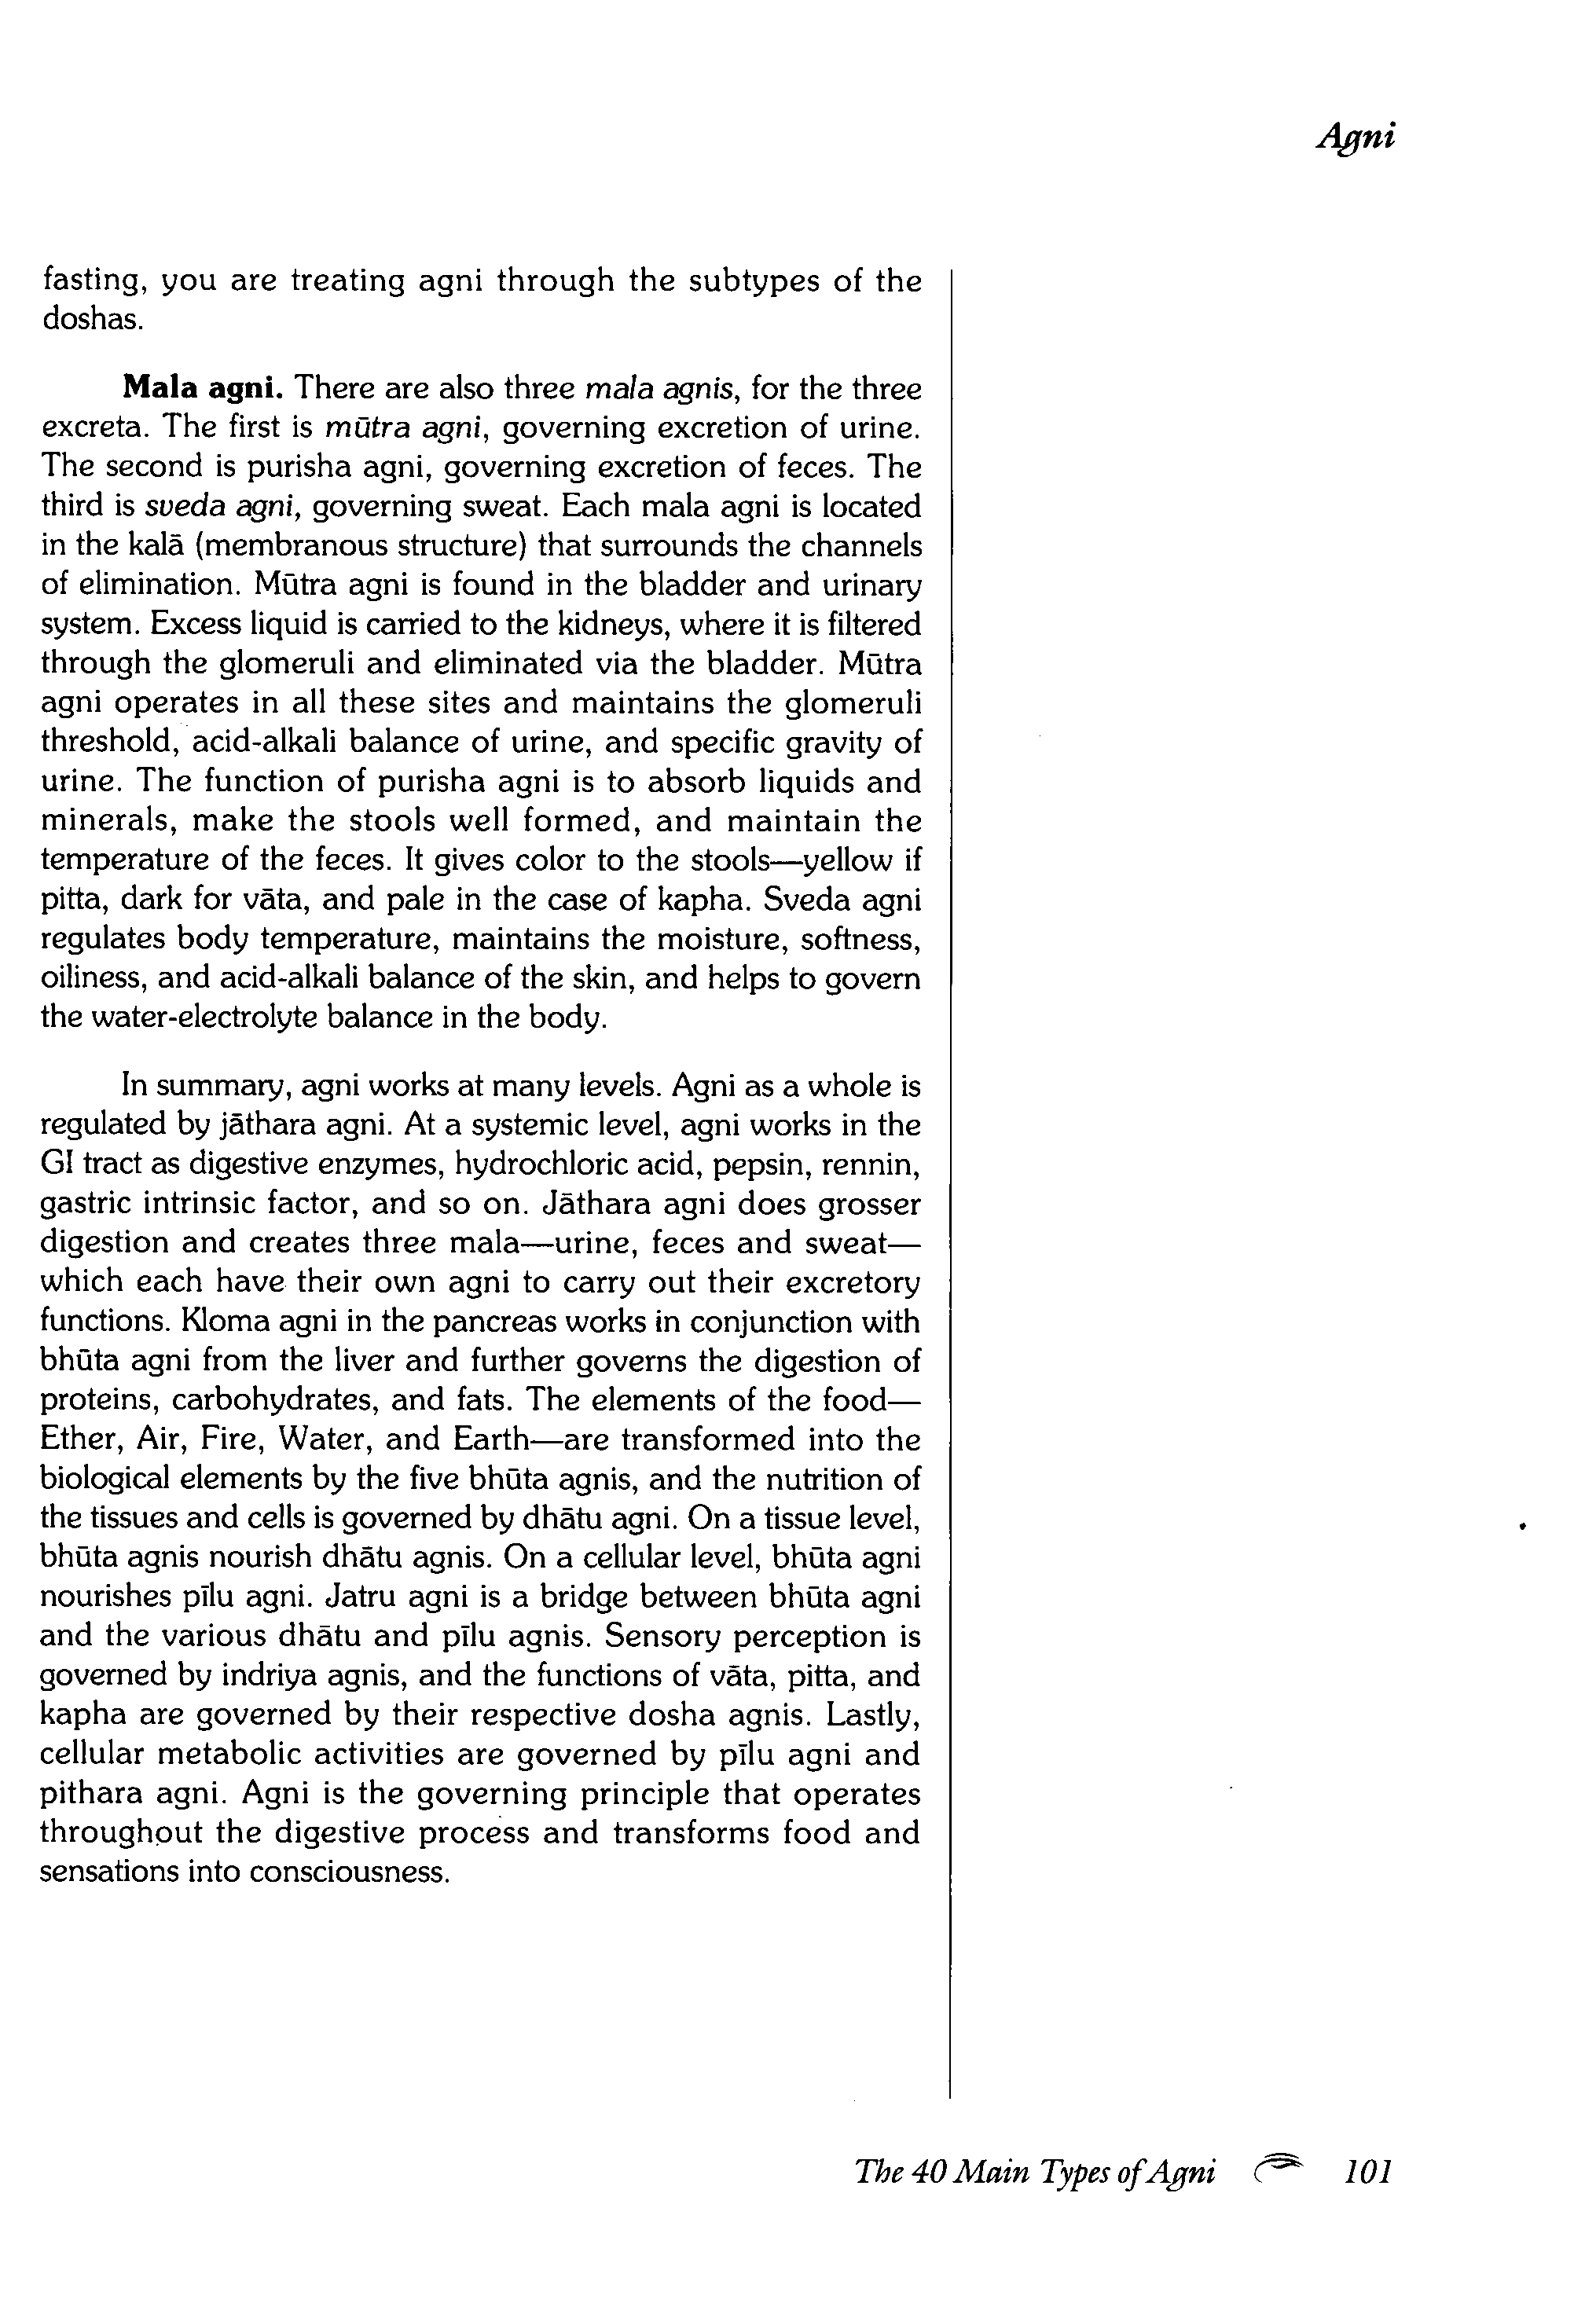 Agni
fasting, you are treating agni through the subtypes of the
doshas.
Mala agni. There are also three mala agnis, for the three
excreta. The first is mūtra agni, governing excretion of urine.
The second is purisha agni, governing excretion of feces. The
third is sveda agni, governing sweat. Each mala agni is located
in the kalā (membranous structure) that surrounds the channels
of elimination. Mūtra agni is found in the bladder and urinary
system. Excess liquid is carried to the kidneys, where it is filtered
through the glomeruli and eliminated via the bladder. Mūtra
agni operates in all these sites and maintains the glomeruli
threshold, acid-alkali balance of urine, and specific gravity of
urine. The function of purisha agni is to absorb liquids and
minerals, make the stools well formed, and maintain the
temperature of the feces. It gives color to the stools—yellow if
pitta, dark for vāta, and pale in the case of kapha. Sveda agni
regulates body temperature, maintains the moisture, softness,
oiliness, and acid-alkali balance of the skin, and helps to govern
the water-electrolyte balance in the body.
In summary, agni works at many levels. Agni as a whole is
regulated by jāthara agni. At a systemic level, agni works in the
GI tract as digestive enzymes, hydrochloric acid, pepsin, rennin,
gastric intrinsic factor, and so on. Jāthara agni does grosser
digestion and creates three mala—urine, feces and sweat—
which each have their own agni to carry out their excretory
functions. Kloma agni in the pancreas works in conjunction with
bhūta agni from the liver and further governs the digestion of
proteins, carbohydrates, and fats. The elements of the food—
Ether, Air, Fire, Water, and Earth—are transformed into the
biological elements by the five bhūta agnis, and the nutrition of
the tissues and cells is governed by dhātu agni. On a tissue level,
bhūta agnis nourish dhātu agnis. On a cellular level, bhūta agni
nourishes pīlu agni. Jatru agni is a bridge between bhūta agni
and the various dhātu and pīlu agnis. Sensory perception is
governed by indriya agnis, and the functions of vāta, pitta, and
kapha are governed by their respective dosha agnis. Lastly,
cellular metabolic activities are governed by pīlu agni and
pithara agni. Agni is the governing principle that operates
throughout the digestive process and transforms food and
sensations into consciousness.
The 40 Main Types of Agni 101